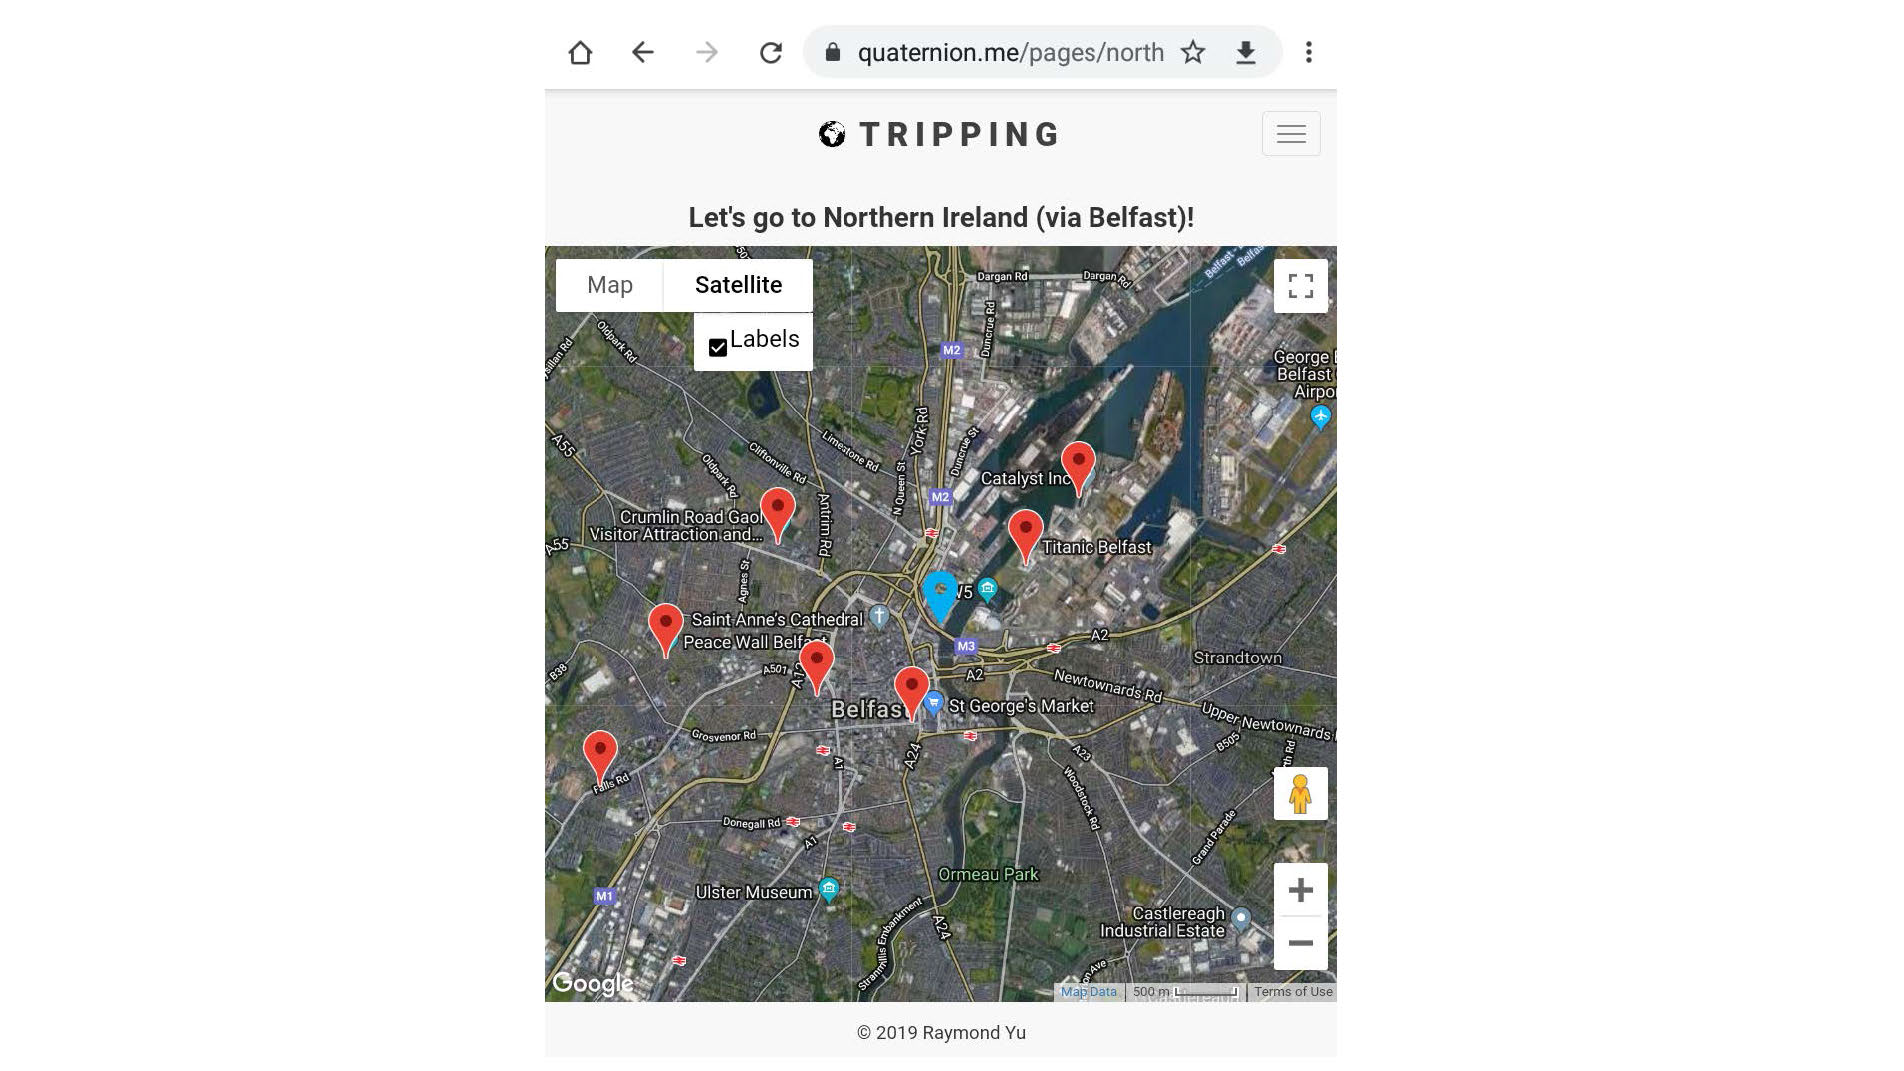 quaternion.me/pages/north
TRIPPING
Let's go to Northern Ireland (via Belfast)!
Map
Satellite
Labels
Dargan Rd
Dargan Rd
Oldpark Rd
Duncrue Rd
M2
George
Belfast
Airpo
York Rd
A55
Limestone Rd
Duncrue St
Cliftonville Rd
Oldpark Rd
N Queen St
Catalyst Inc
M2
Antrim Rd
Crumlin Road Gaol
Visitor Attraction and...
A55
Titanic Belfast
Agnes St
W5
Saint Anne's Cathedral
Peace Wall Belfast
M3
A2
Strandtown
B38
A501
A2
Newtownards Rd
Belfast
St George's Market
Upper Newtownards
Grosvenor Rd
B505
A24
A23
A1
Falls Rd
Woodstock Rd
Donegall Rd
A1
Grand Parade
Ormeau Park
Ulster Museum
M1
Castlereagh
Industrial Estate
Stranmillis Embankment
A24
Google
Map Data
500 m
Terms of Use
© 2019 Raymond Yu